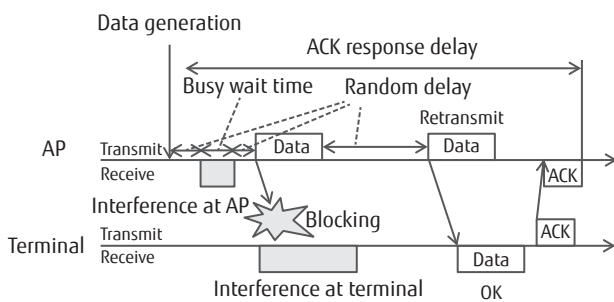 Data generation
ACK response delay
Busy wait time
Random delay
Retransmit
AP
Transmit
Data
Data
Receive
ACK
Interference at AP
Blocking
Terminal
Transmit
ACK
Receive
Data
Interference at terminal
OK